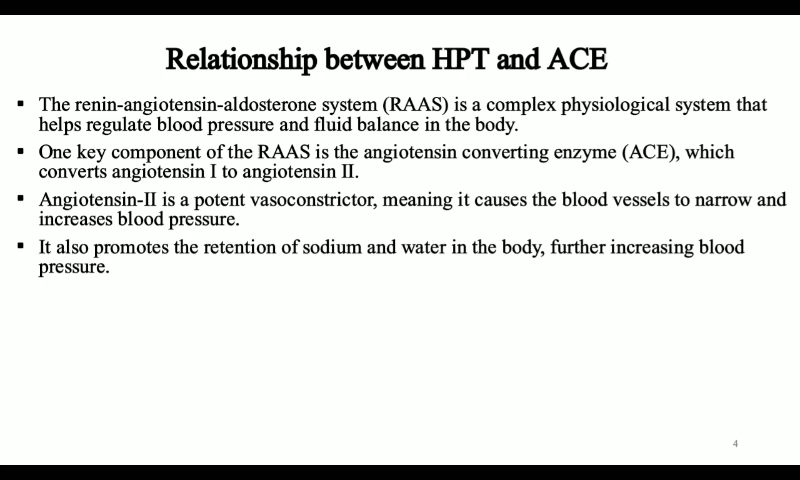 Relationship between HPT and ACE
▪ The renin-angiotensin-aldosterone system (RAAS) is a complex physiological system that
helps regulate blood pressure and fluid balance in the body.
▪ One key component of the RAAS is the angiotensin converting enzyme (ACE), which
converts angiotensin I to angiotensin II.
▪ Angiotensin-II is a potent vasoconstrictor, meaning it causes the blood vessels to narrow and
increases blood pressure.
▪ It also promotes the retention of sodium and water in the body, further increasing blood
pressure.
4